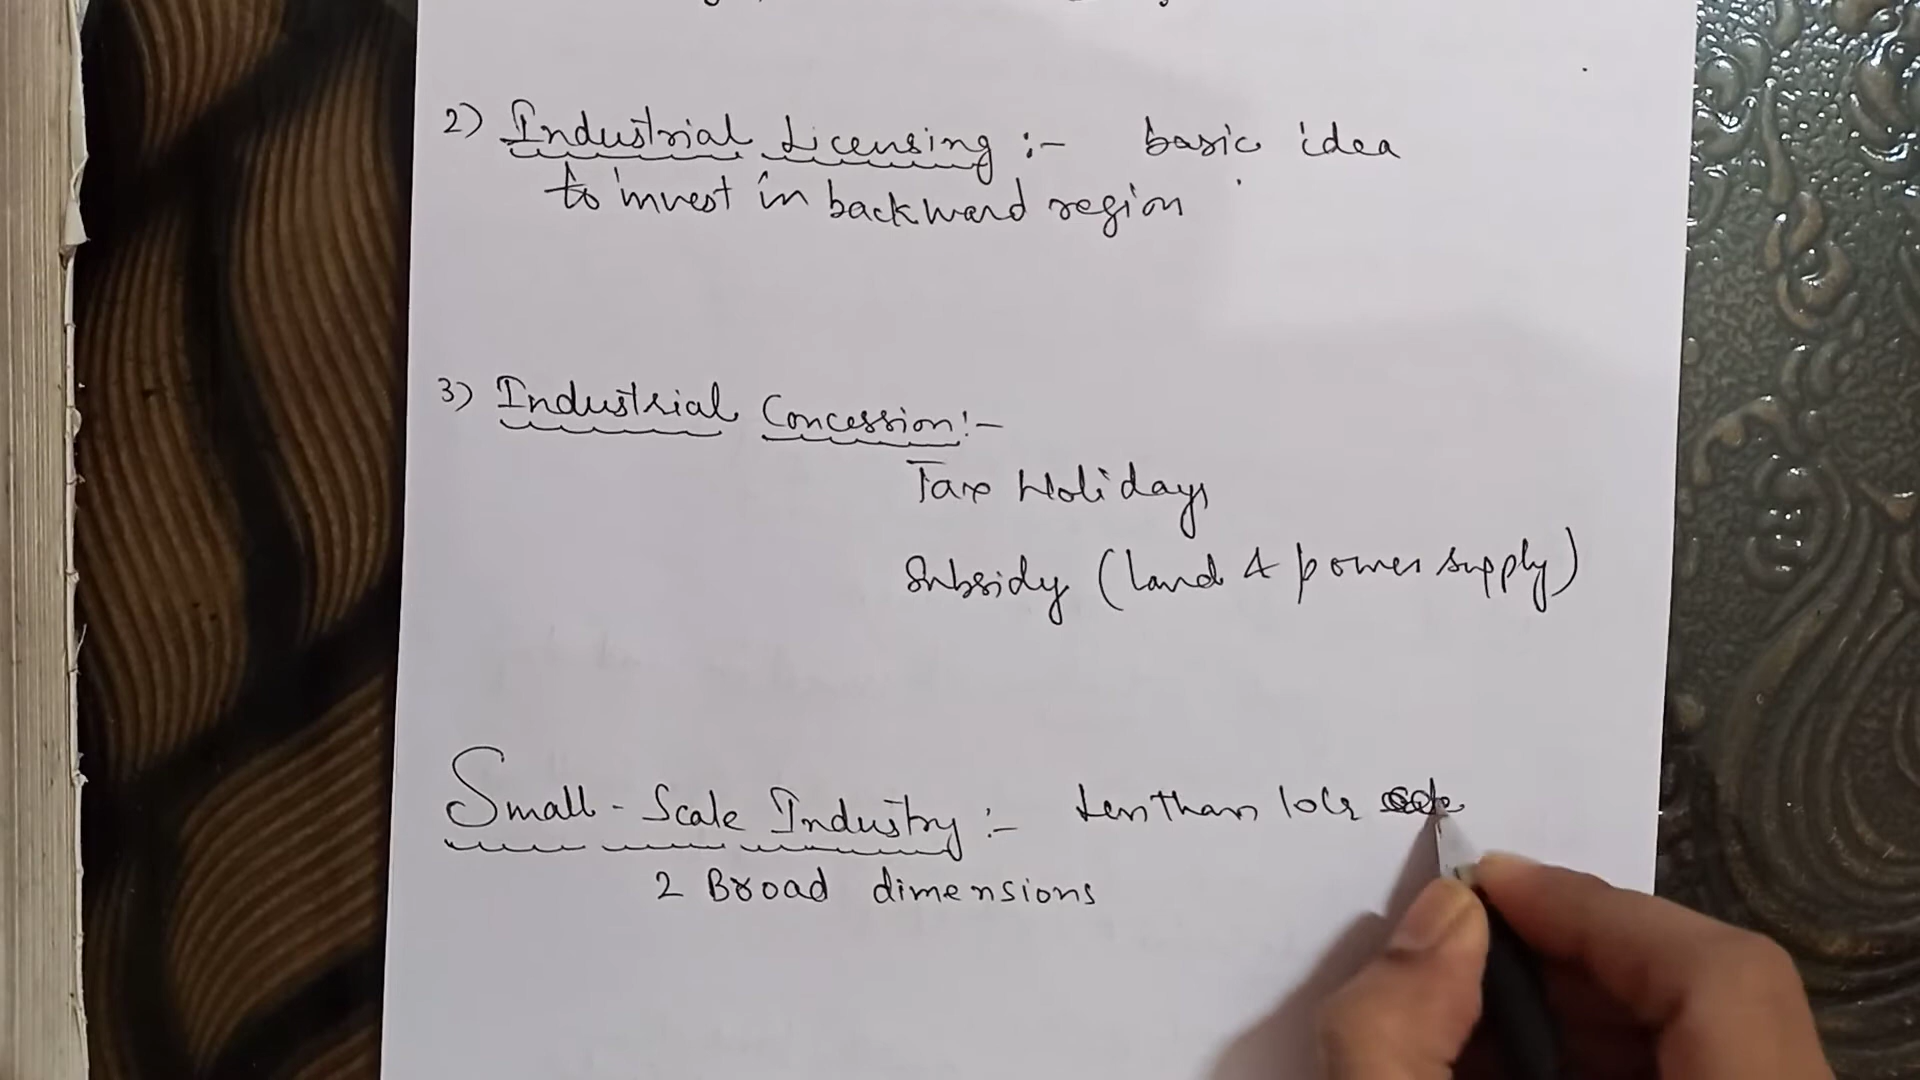 2) Industrial Licensing :- basic idea
to invest in backward region
3) Industrial Concession :-
Tax Holidays
Subsidy (land & power supply)
Small - Scale Industry :- Less than 10Cr
2 Broad dimensions